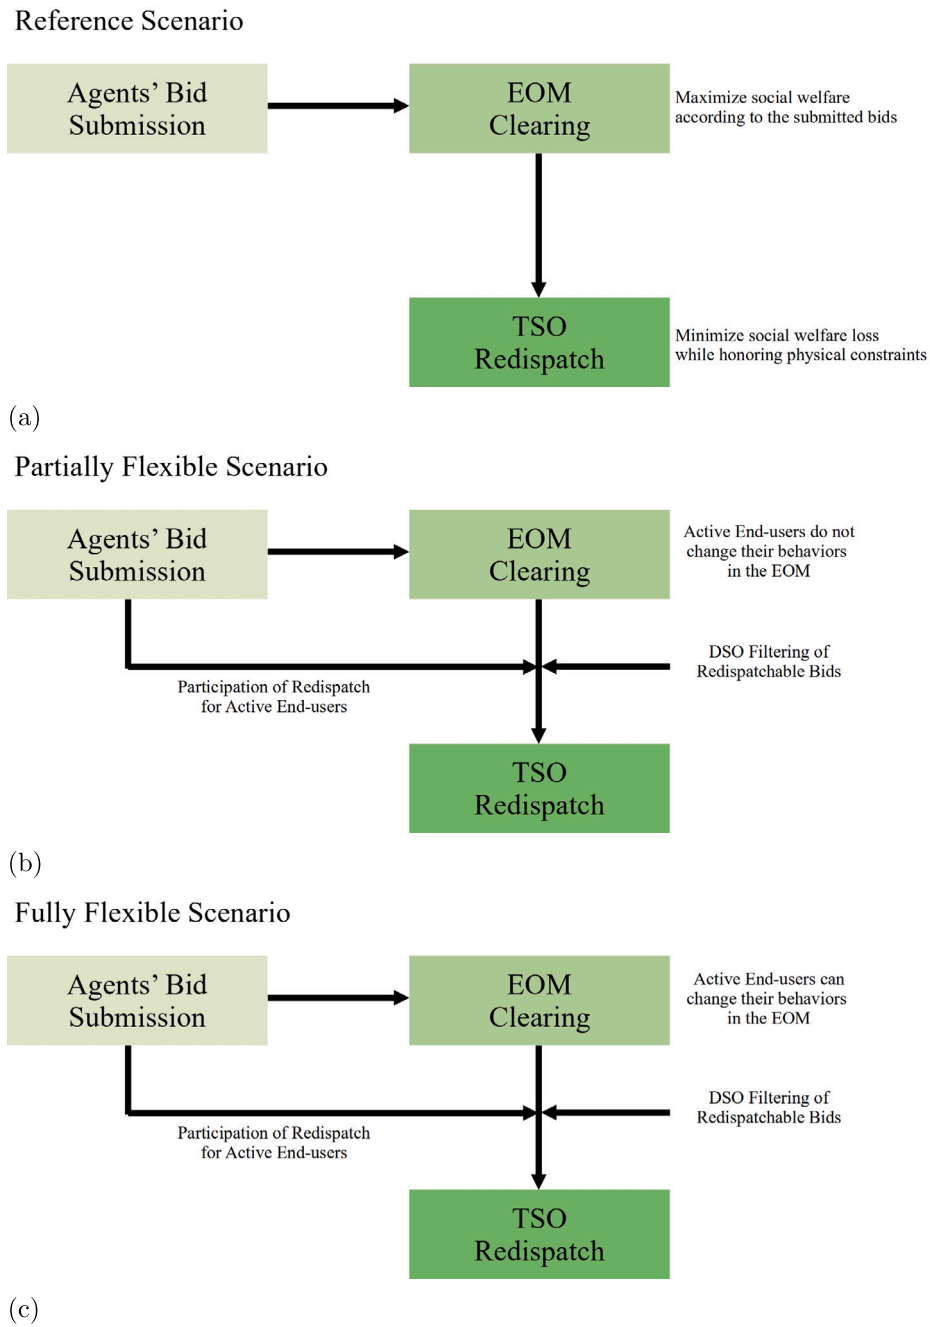 Reference Scenario
Agents’ Bid
Submission
EOM
Clearing
Maximize social welfare
according to the submitted bids
TSO
Redispatch
Minimize social welfare loss
while honoring physical constraints
(a)
Partially Flexible Scenario
Agents’ Bid
Submission
EOM
Clearing
Active End-users do not
change their behaviors
in the EOM
DSO Filtering of
Redispatchable Bids
Participation of Redispatch
for Active End-users
TSO
Redispatch
(b)
Fully Flexible Scenario
Agents’ Bid
Submission
EOM
Clearing
Active End-users can
change their behaviors
in the EOM
DSO Filtering of
Redispatchable Bids
Participation of Redispatch
for Active End-users
TSO
Redispatch
(c)